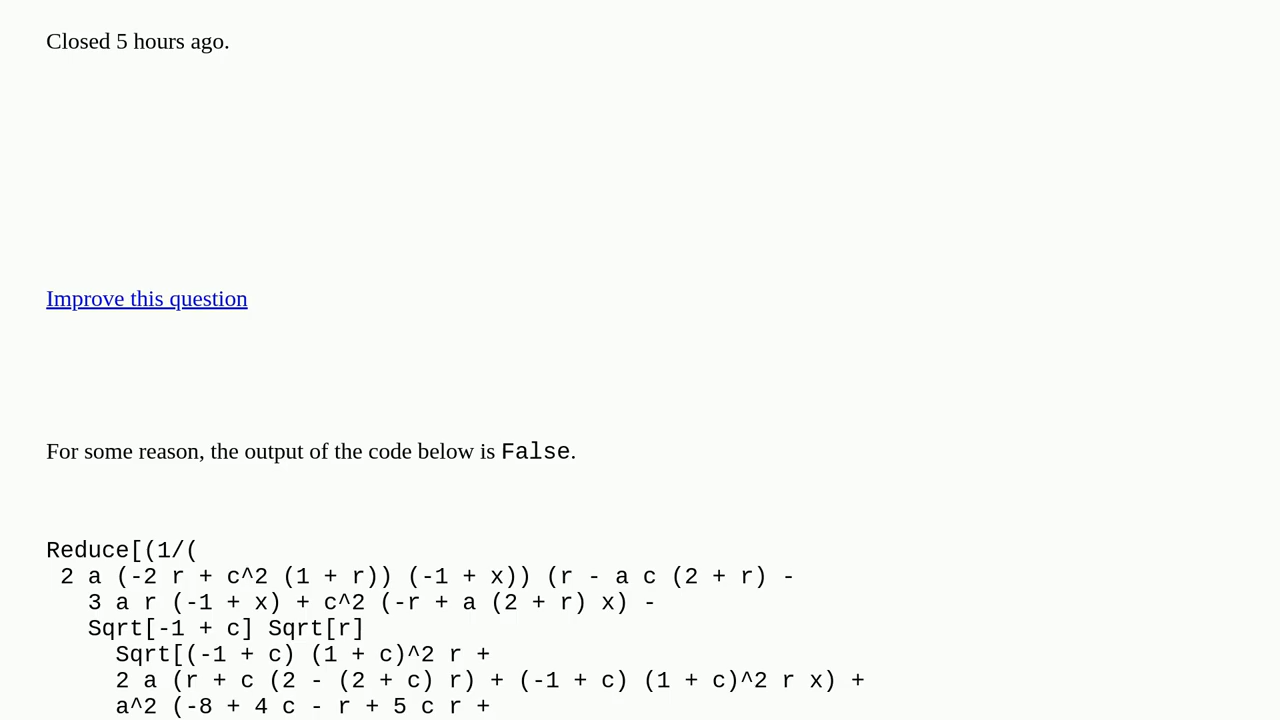 Closed 5 hours ago.
Improve this question
For some reason, the output of the code below is False.
Reduce[(1/(
 2 a (-2 r + c^2 (1 + r)) (-1 + x)) (r - a c (2 + r) -
   3 a r (-1 + x) + c^2 (-r + a (2 + r) x) -
   Sqrt[-1 + c] Sqrt[r]
     Sqrt[(-1 + c) (1 + c)^2 r +
     2 a (r + c (2 - (2 + c) r) + (-1 + c) (1 + c)^2 r x) +
     a^2 (-8 + 4 c - r + 5 c r +